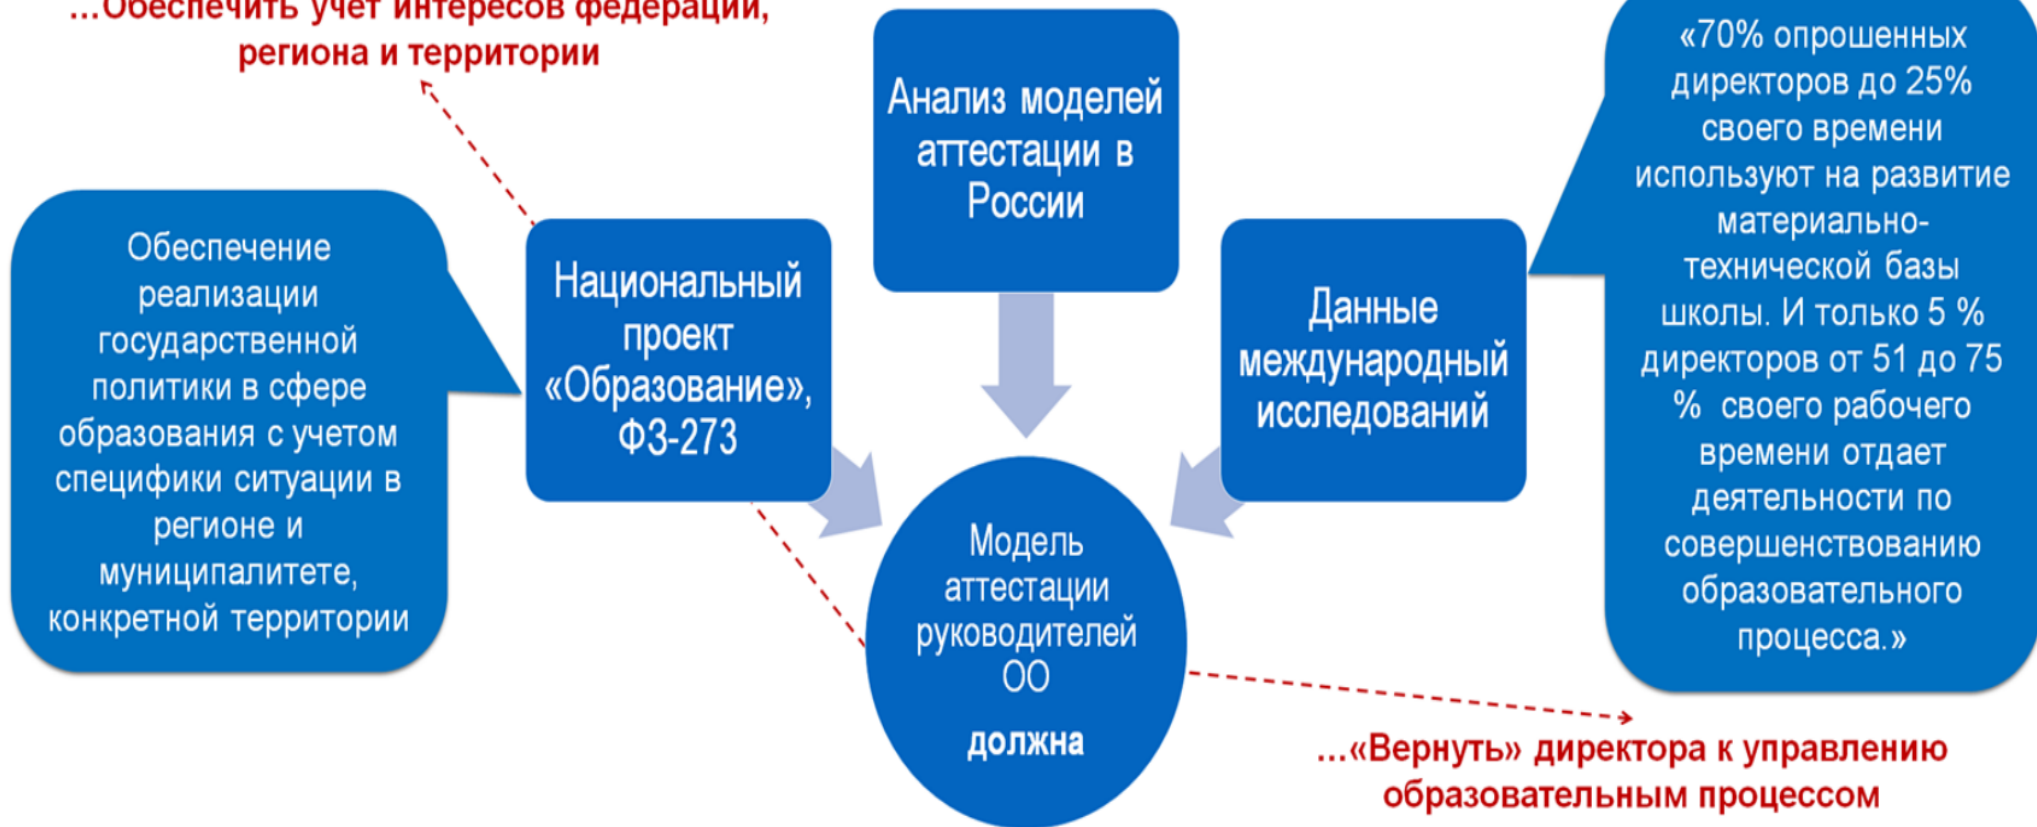 …Обеспечить учет интересов федерации,
региона и территории
Анализ моделей
аттестации в
России
«70% опрошенных
директоров до 25%
своего времени
используют на развитие
материально-
технической базы
школы. И только 5 %
директоров от 51 до 75
% своего рабочего
времени отдает
деятельности по
совершенствованию
образовательного
процесса.»
Обеспечение
реализации
государственной
политики в сфере
образования с учетом
специфики ситуации в
регионе и
муниципалитете,
конкретной территории
Национальный
проект
«Образование»,
ФЗ-273
Данные
международный
исследований
Модель
аттестации
руководителей
ОО
должна
…«Вернуть» директора к управлению
образовательным процессом